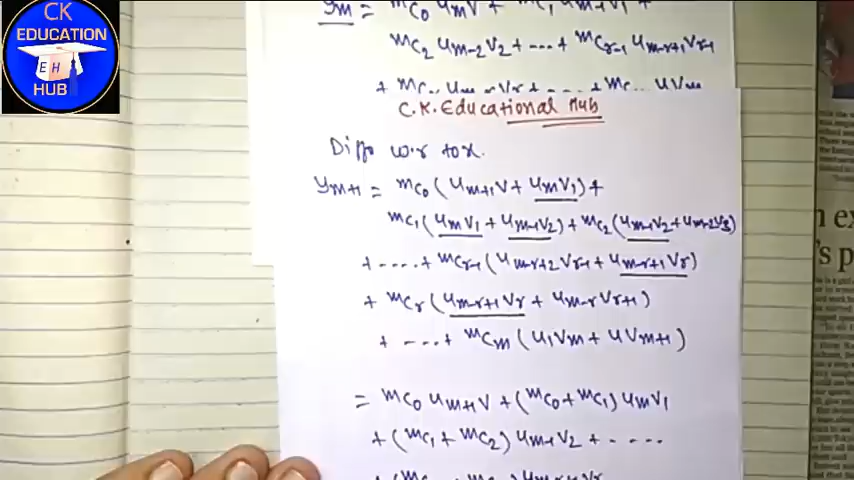 CK
EDUCATION
EH
HUB
yₘ = ᵐC₀ uₘV + ᵐC₁ uₘ₋₁V₁ +
ᵐC₂ uₘ₋₂V₂ + ---- + ᵐCᵣ₋₁ uₘ₋ᵣ₊₁Vᵣ₋₁
C.K. Educational Hub
Diff w.r to x.
yₘ₊₁ = ᵐC₀ (uₘ₊₁V + uₘV₁) +
ᵐC₁ (uₘV₁ + uₘ₋₁V₂) + ᵐC₂ (uₘ₋₁V₂ + uₘ₋₂V₃)
+ ---- + ᵐCᵣ₋₁ (uₘ₋ᵣ₊₂Vᵣ₋₁ + uₘ₋ᵣ₊₁Vᵣ)
+ ᵐCᵣ (uₘ₋ᵣ₊₁Vᵣ + uₘ₋ᵣVᵣ₊₁)
+ ---- + ᵐCₘ (u₁Vₘ + uVₘ₊₁)
= ᵐC₀ uₘ₊₁V + (ᵐC₀ + ᵐC₁) uₘV₁
+ (ᵐC₁ + ᵐC₂) uₘ₋₁V₂ + ----